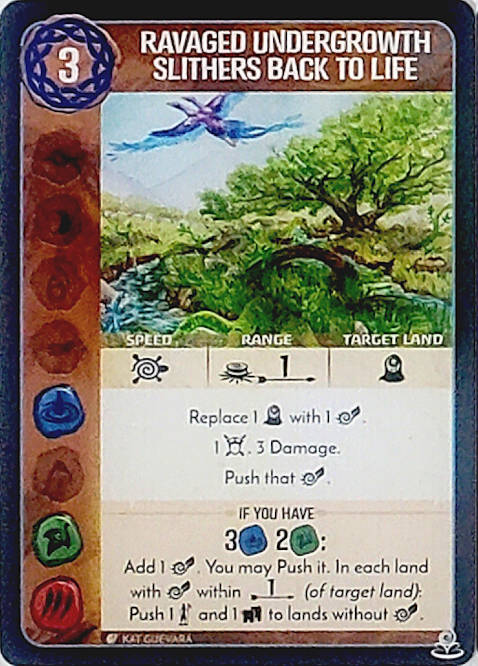 3
RAVAGED UNDERGROWTH
SLITHERS BACK TO LIFE
SPEED RANGE TARGET LAND
1
Replace 1 with 1 .
1 . 3 Damage.
Push that .
IF YOU HAVE
3 2 :
Add 1 . You may Push it. In each land
with within 1 (of target land):
Push 1 and 1 to lands without .
KAT GUEVARA